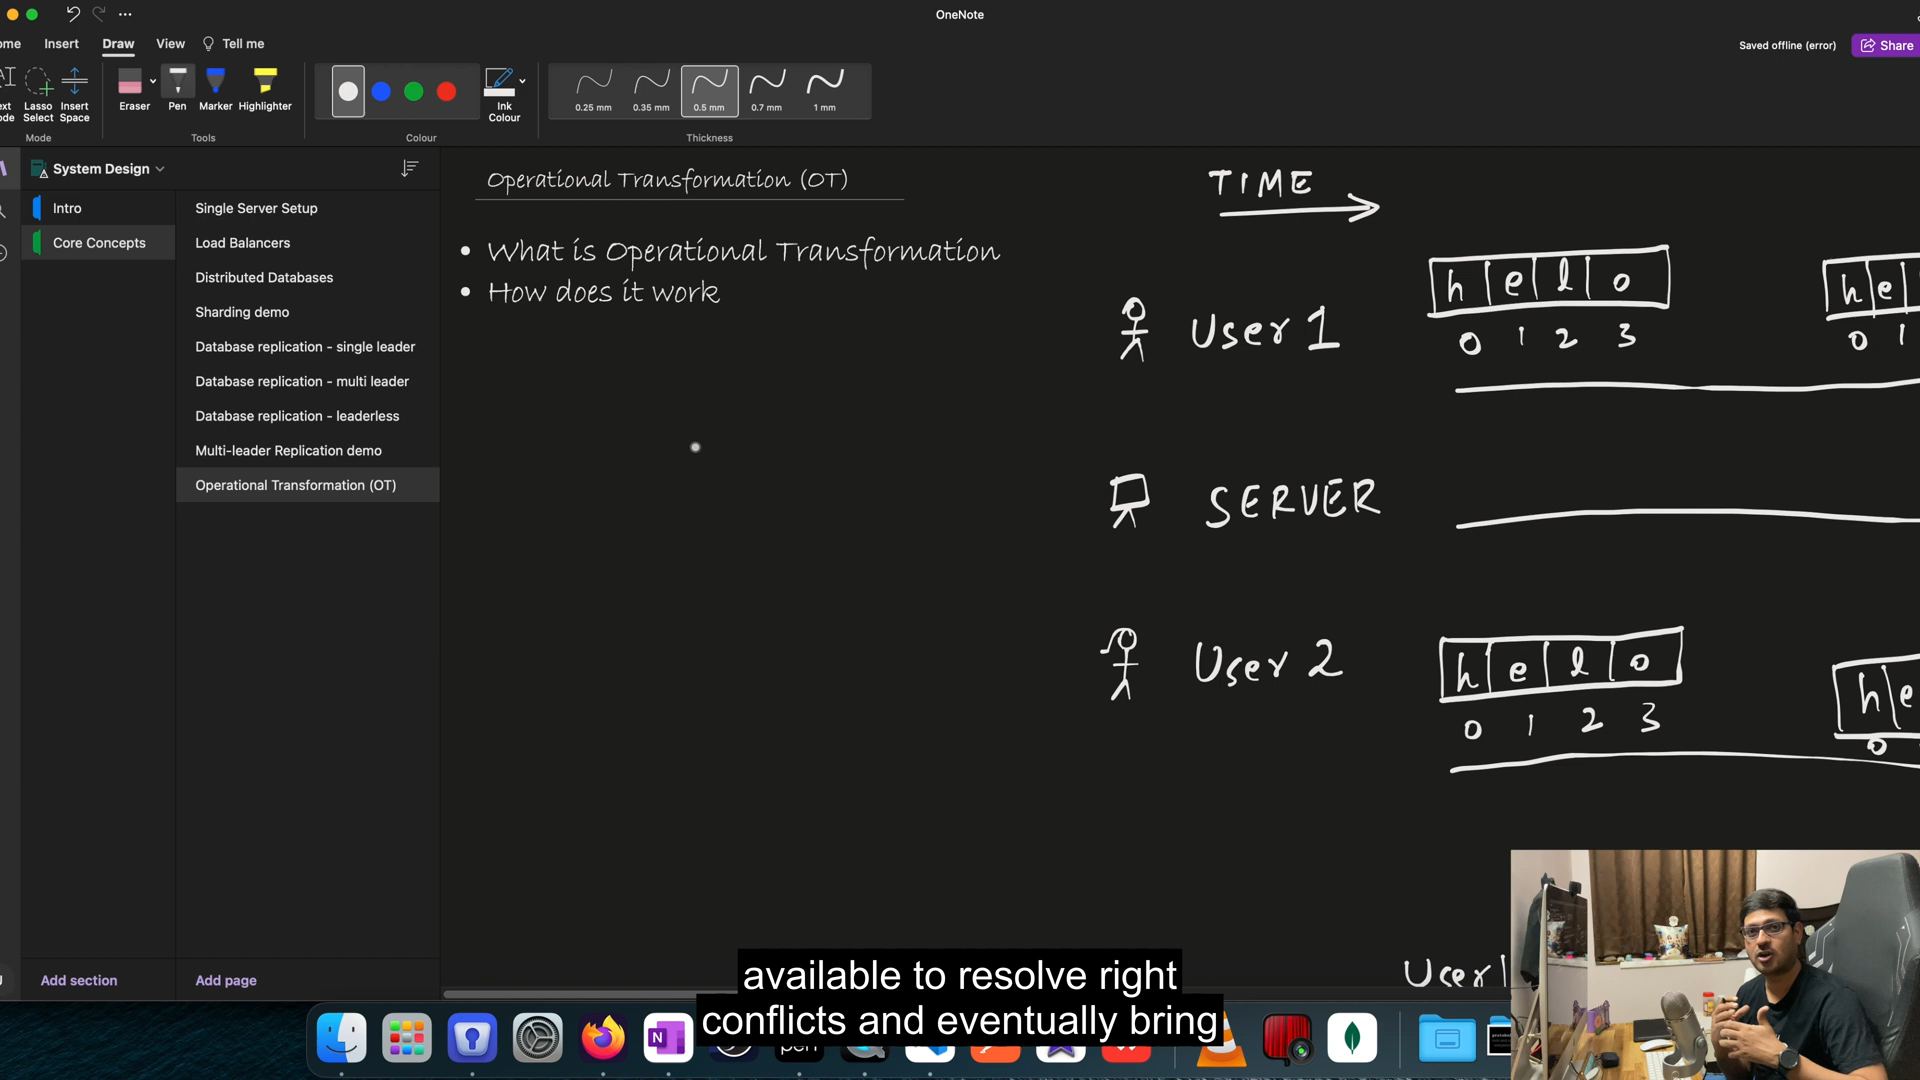 OneNote
Insert
Draw
View
Tell me
Saved offline (error)
Share
Lasso Select
Insert Space
Eraser
Pen
Marker
Highlighter
Ink Colour
0.25 mm
0.35 mm
0.5 mm
0.7 mm
1 mm
Mode
Tools
Colour
Thickness
System Design
Intro
Core Concepts
Single Server Setup
Load Balancers
Distributed Databases
Sharding demo
Database replication - single leader
Database replication - multi leader
Database replication - leaderless
Multi-leader Replication demo
Operational Transformation (OT)
Add section
Add page
Operational Transformation (OT)
• What is Operational Transformation
• How does it work
TIME
User 1
h e l o
0 1 2 3
h e
0 1
SERVER
User 2
h e l o
0 1 2 3
h e
0
User 1
available to resolve right
conflicts and eventually bring